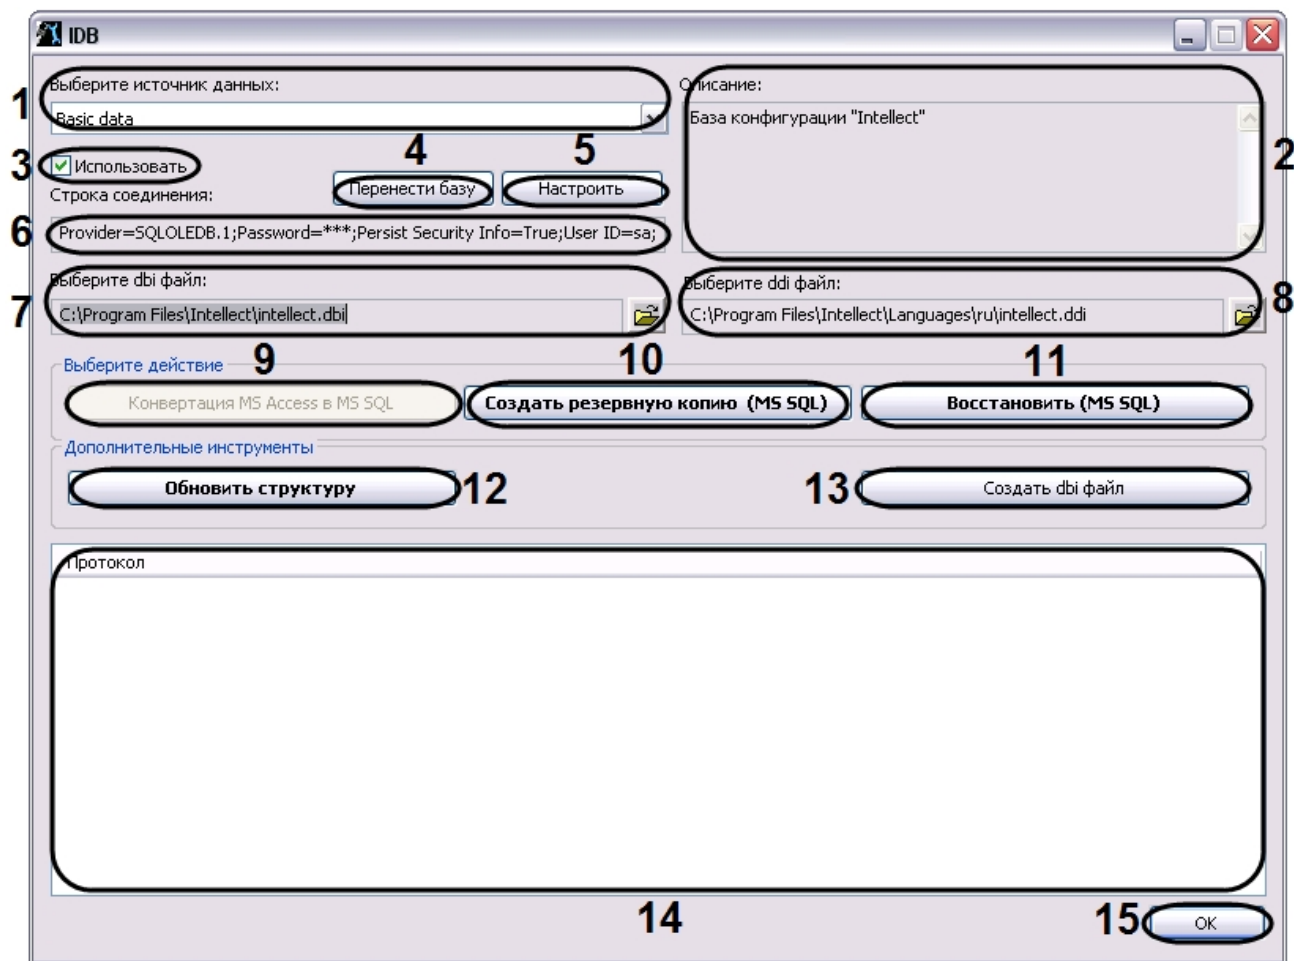 IDB
Выберите источник данных:
Описание:
1
Basic data
База конфигурации "Intellect"
2
3
Использовать
4
5
Строка соединения:
Перенести базу
Настроить
6
Provider=SQLOLEDB.1;Password=***;Persist Security Info=True;User ID=sa;
Выберите dbi файл:
Выберите ddi файл:
7
C:\Program Files\Intellect\intellect.dbi
C:\Program Files\Intellect\Languages\ru\intellect.ddi
8
Выберите действие
9
10
11
Конвертация MS Access в MS SQL
Создать резервную копию (MS SQL)
Восстановить (MS SQL)
Дополнительные инструменты
Обновить структуру
12
13
Создать dbi файл
Протокол
14
15
OK